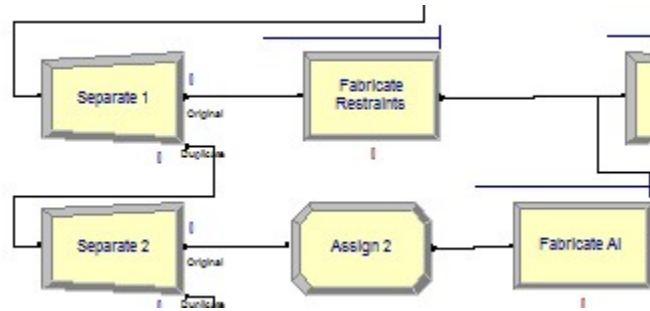 Separate 1
Original
Duplicate
Fabricate
Restraints
Separate 2
Original
Duplicate
Assign 2
Fabricate AI